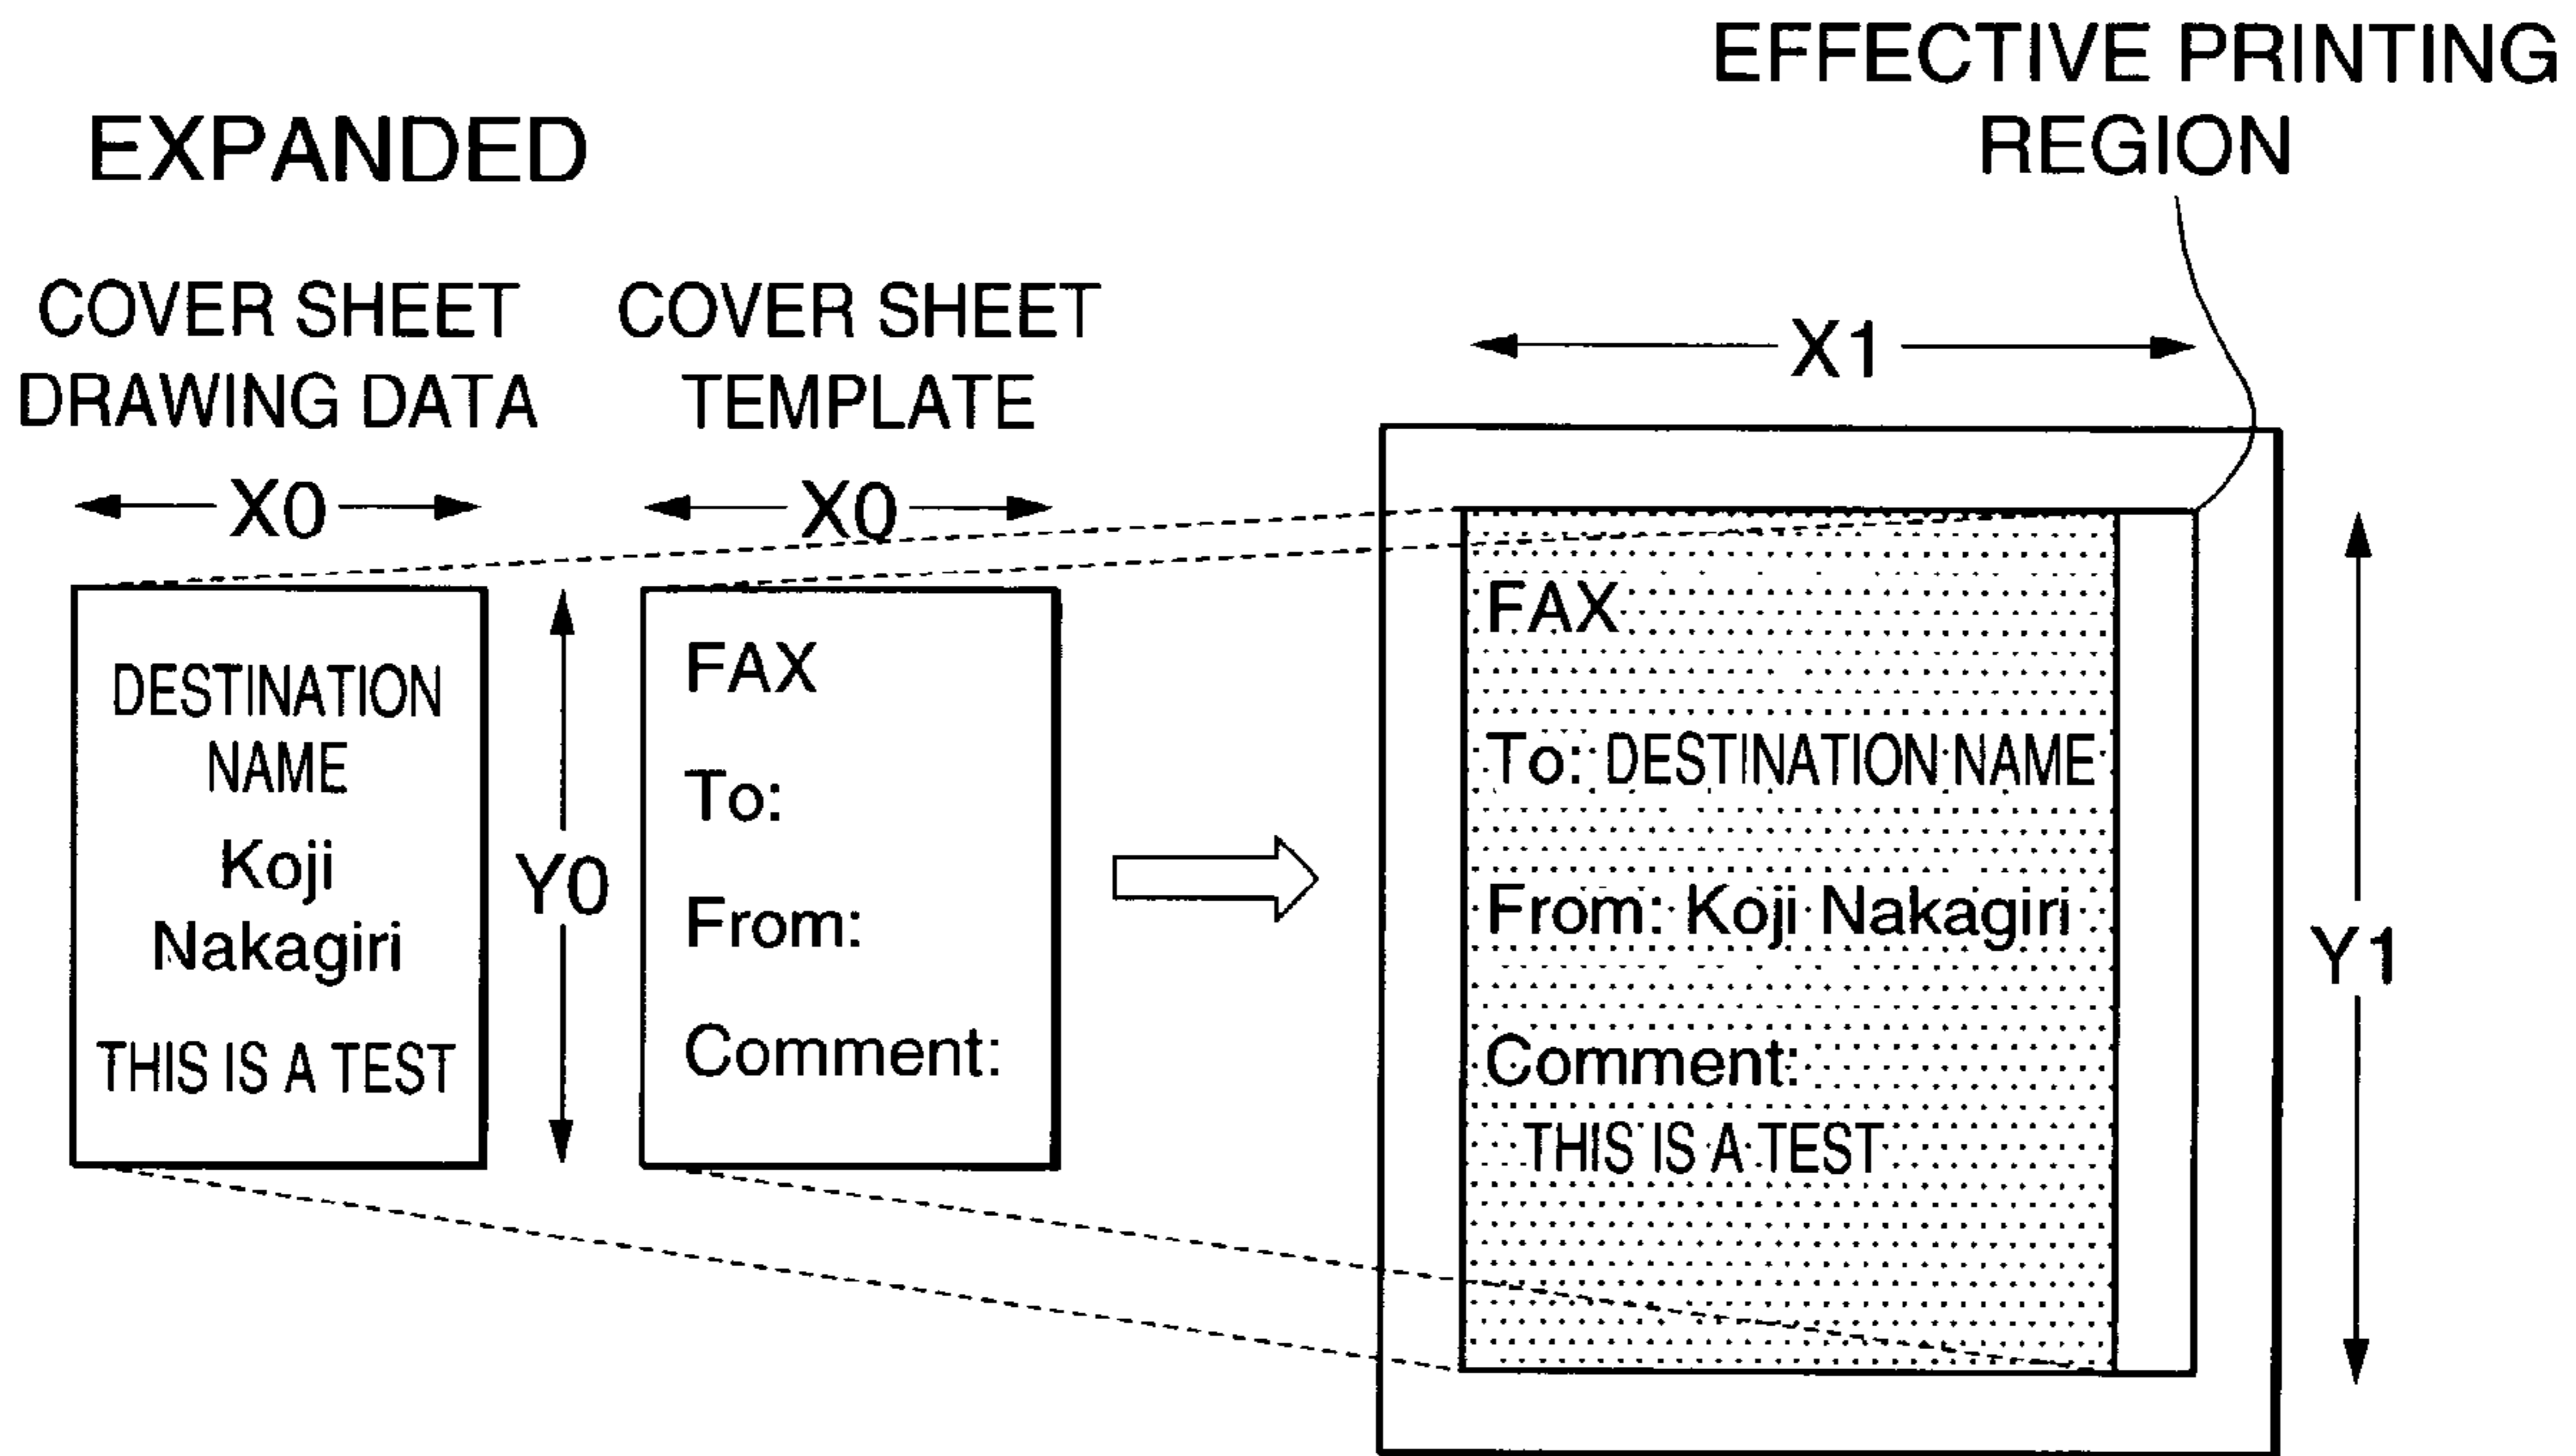 EFFECTIVE PRINTING
REGION
EXPANDED
COVER SHEET
DRAWING DATA
COVER SHEET
TEMPLATE
X0
X0
X1
DESTINATION
NAME
Koji
Nakagiri
THIS IS A TEST
Y0
FAX
To:
From:
Comment:
FAX
To: DESTINATION NAME
From: Koji Nakagiri
Comment:
THIS IS A TEST
Y1